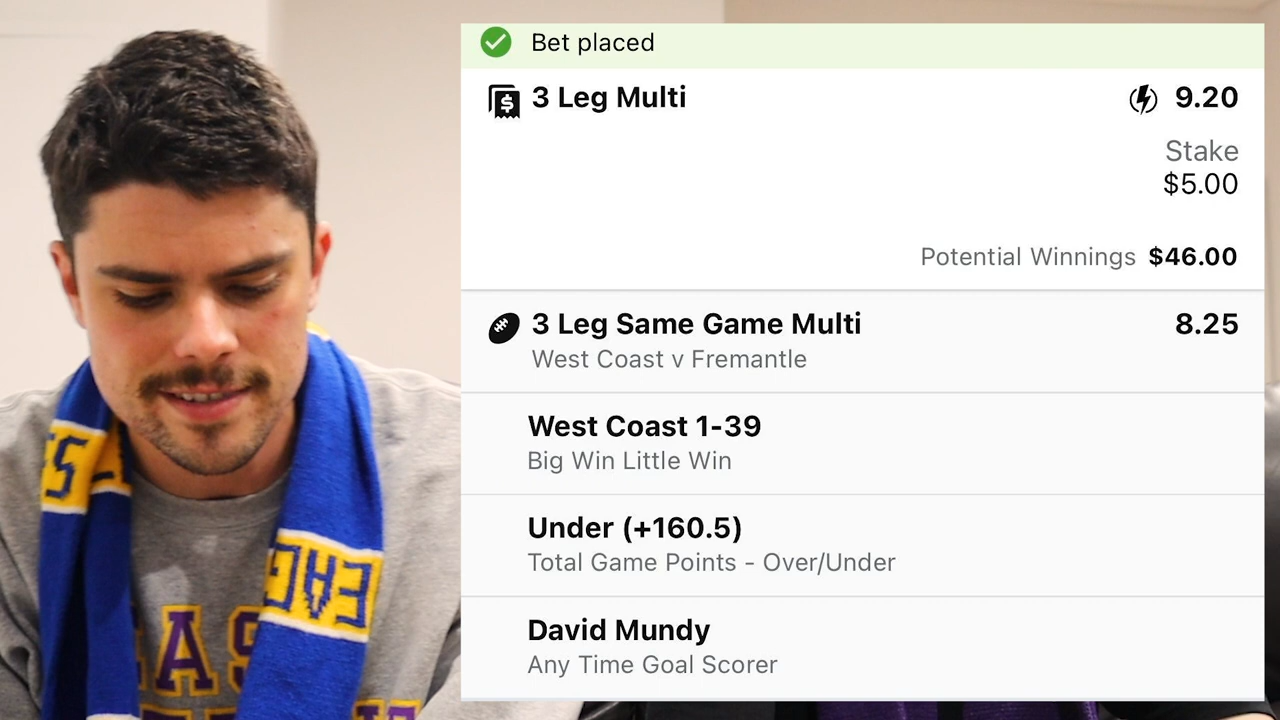 Bet placed
3 Leg Multi
9.20
Stake
$5.00
Potential Winnings $46.00
3 Leg Same Game Multi
8.25
West Coast v Fremantle
West Coast 1-39
Big Win Little Win
Under (+160.5)
Total Game Points - Over/Under
David Mundy
Any Time Goal Scorer